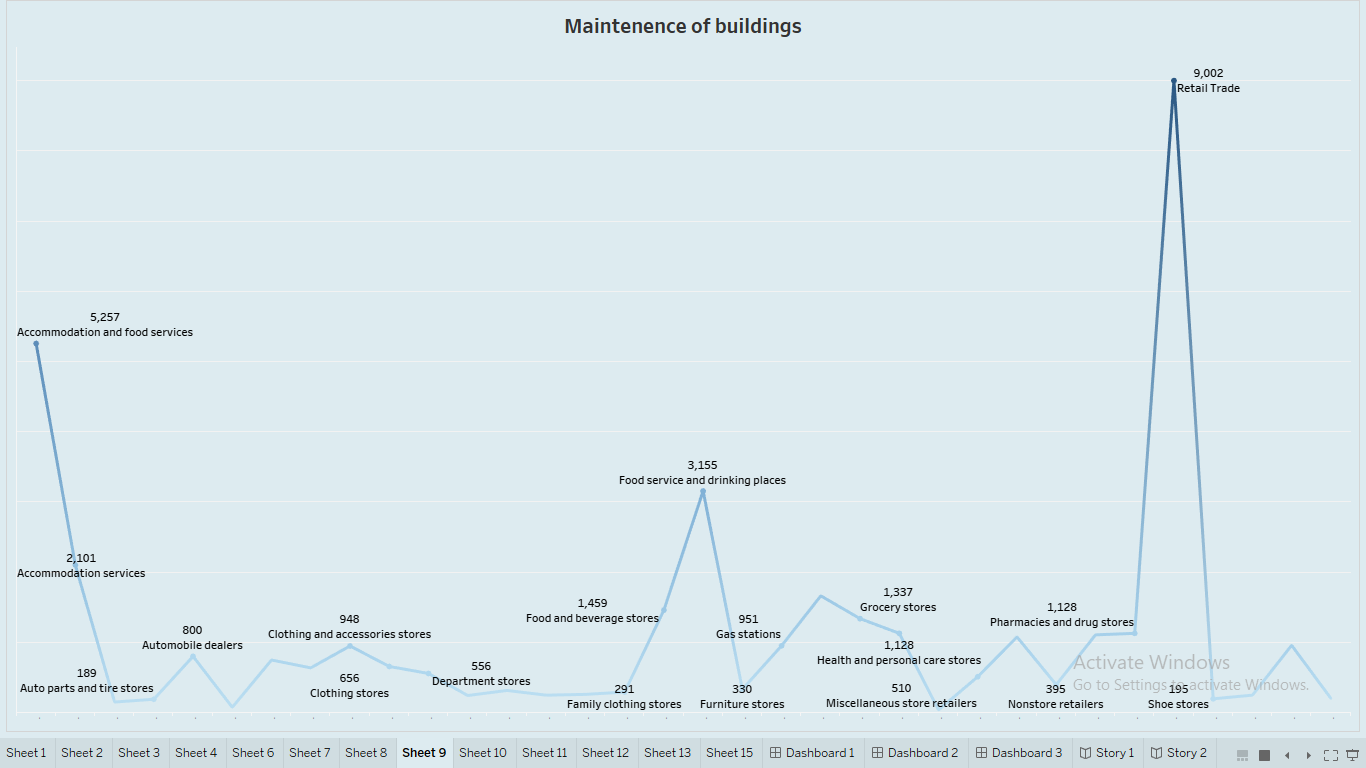 Maintenence of buildings
9,002
Retail Trade
5,257
Accommodation and food services
3,155
Food service and drinking places
2,101
Accommodation services
1,459
Food and beverage stores
1,337
Grocery stores
1,128
Pharmacies and drug stores
948
Clothing and accessories stores
951
Gas stations
800
Automobile dealers
1,128
Health and personal care stores
189
Auto parts and tire stores
656
Clothing stores
556
Department stores
291
Family clothing stores
330
Furniture stores
510
Miscellaneous store retailers
395
Nonstore retailers
195
Shoe stores
Activate Windows
Go to Settings to activate Windows.
Sheet 1 Sheet 2 Sheet 3 Sheet 4 Sheet 6 Sheet 7 Sheet 8 Sheet 9 Sheet 10 Sheet 11 Sheet 12 Sheet 13 Sheet 15 Dashboard 1 Dashboard 2 Dashboard 3 Story 1 Story 2